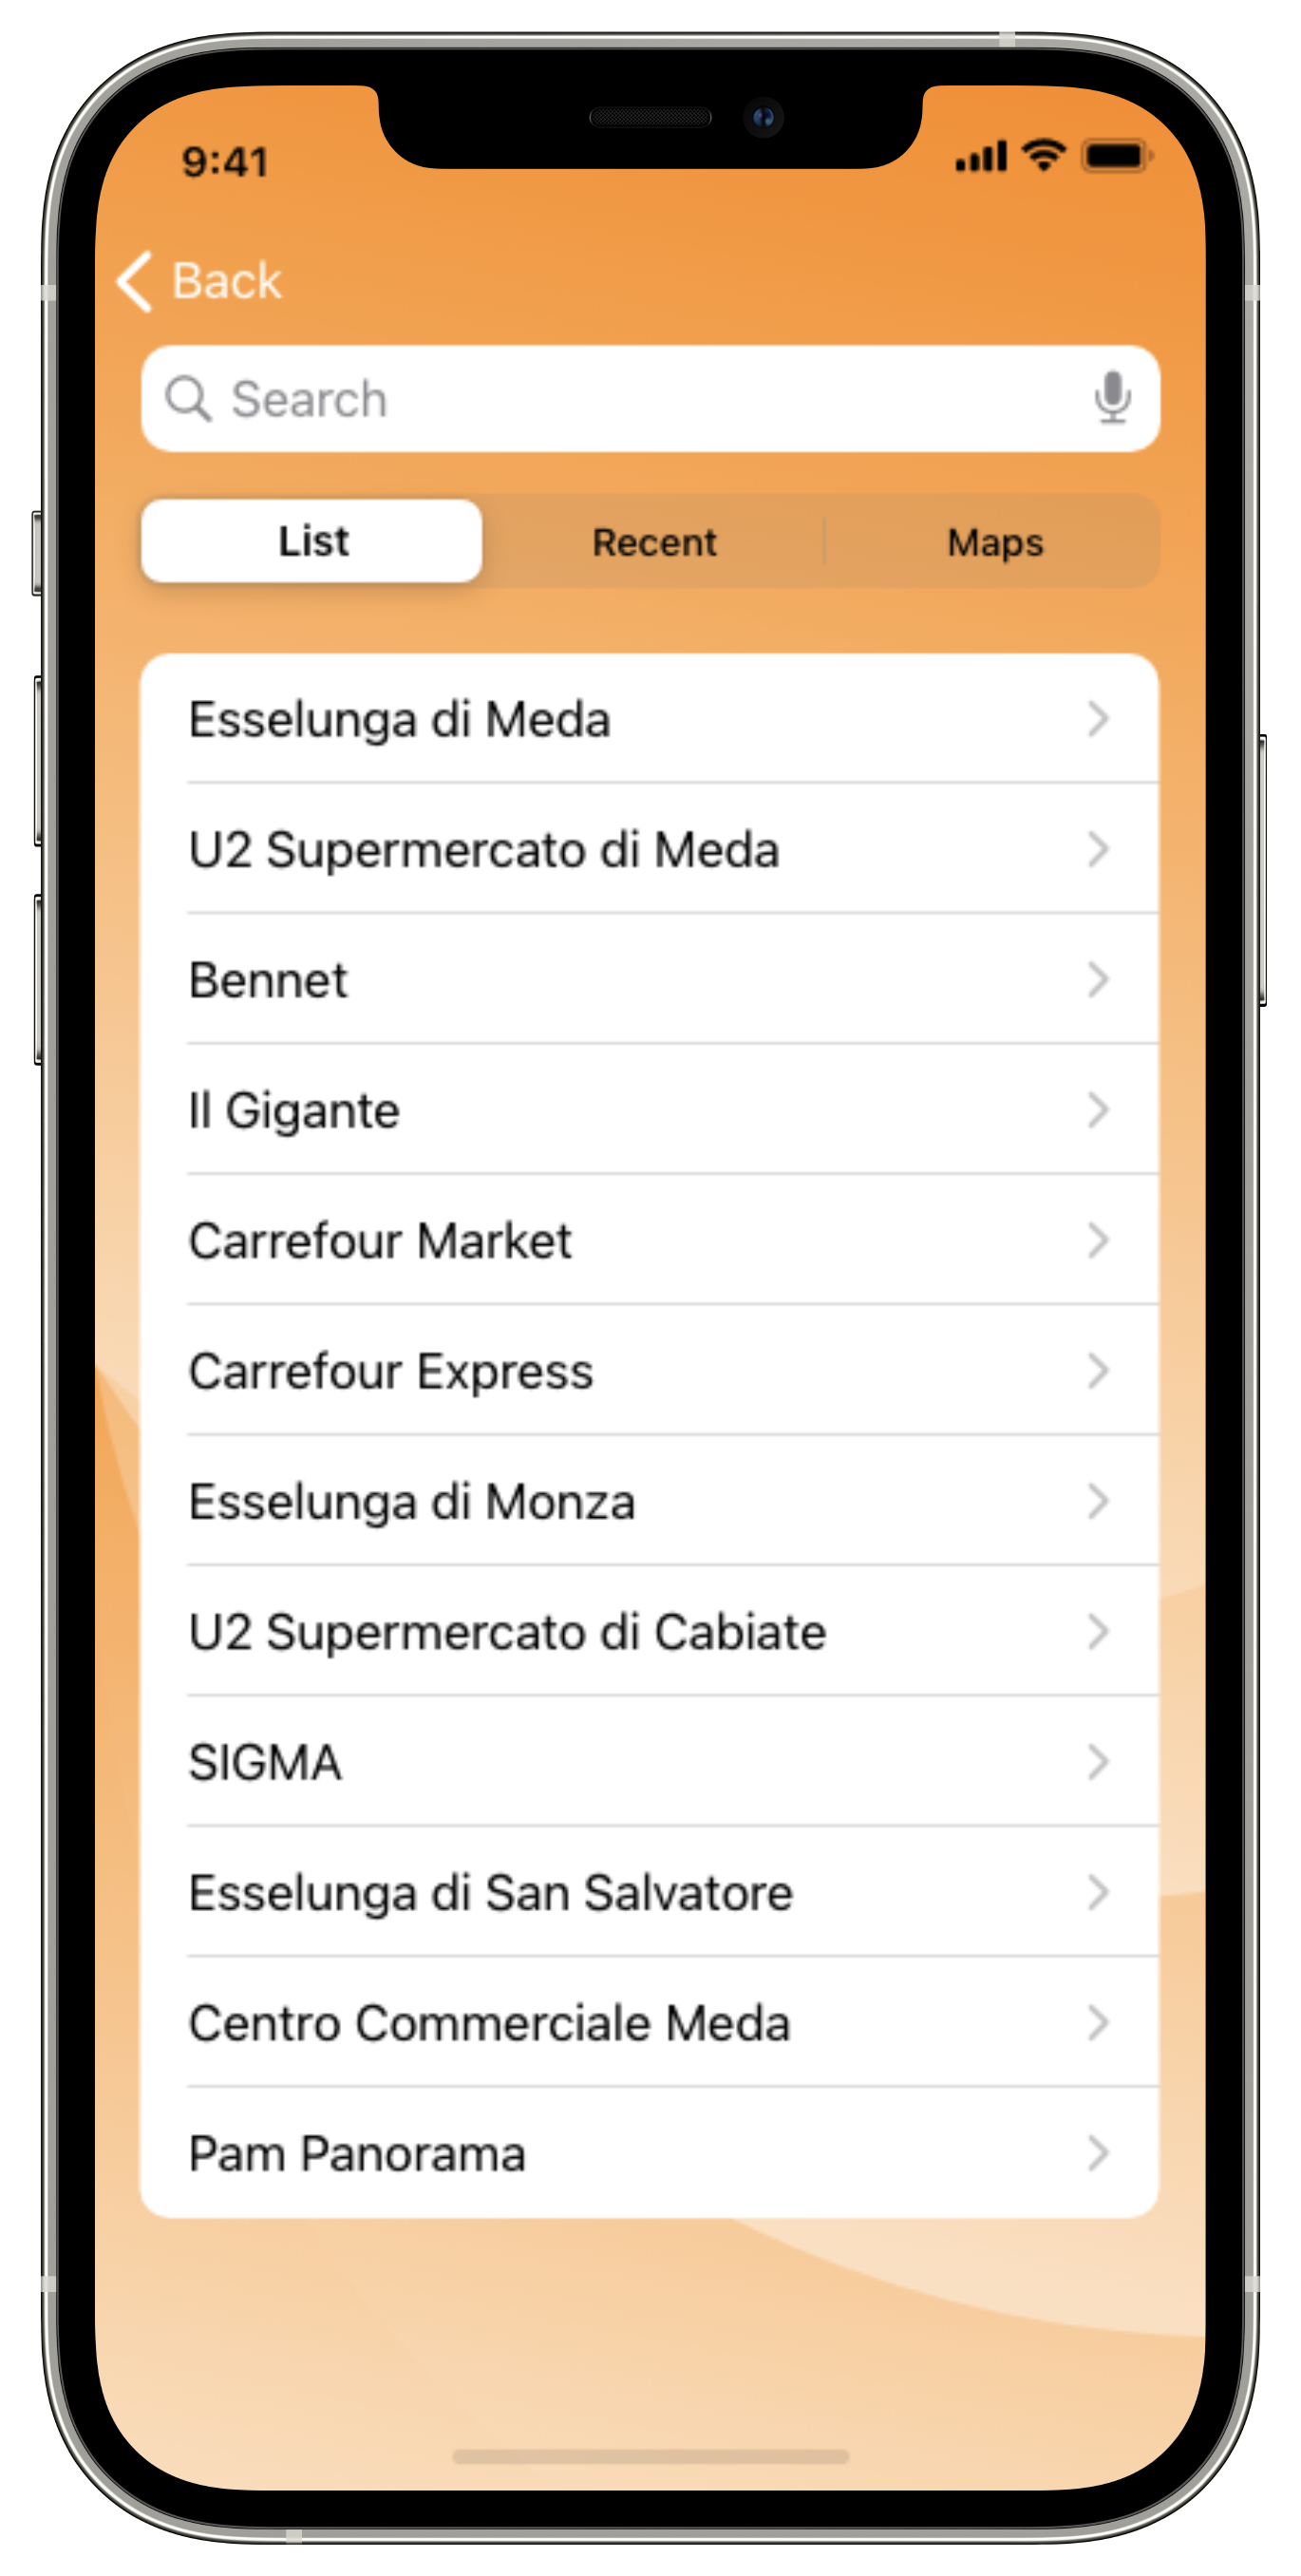 9:41
Back
Search
List
Recent
Maps
Esselunga di Meda
U2 Supermercato di Meda
Bennet
Il Gigante
Carrefour Market
Carrefour Express
Esselunga di Monza
U2 Supermercato di Cabiate
SIGMA
Esselunga di San Salvatore
Centro Commerciale Meda
Pam Panorama